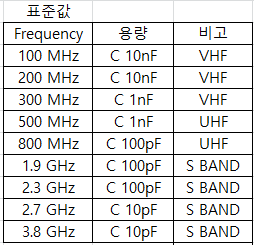 표준값
Frequency 용량 비고
100 MHz C 10nF VHF
200 MHz C 10nF VHF
300 MHz C 1nF VHF
500 MHz C 1nF UHF
800 MHz C 100pF UHF
1.9 GHz C 100pF S BAND
2.3 GHz C 100pF S BAND
2.7 GHz C 10pF S BAND
3.8 GHz C 10pF S BAND